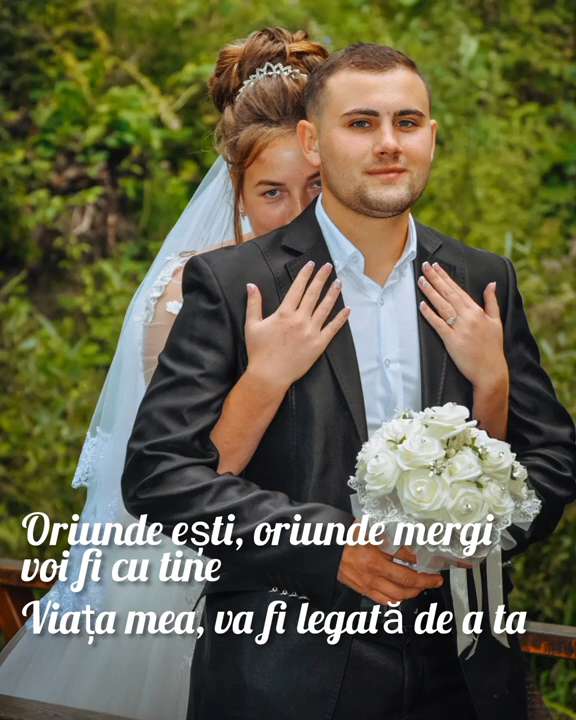 Oriunde ești, oriunde mergi
voi fi cu tine
Viața mea, va fi legată de a ta